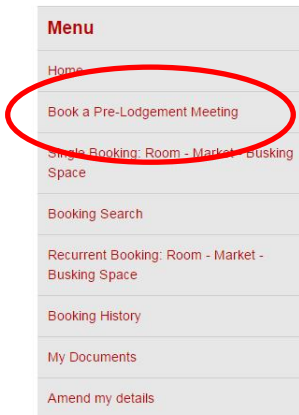 Menu
Home
Book a Pre-Lodgement Meeting
Single Booking: Room - Market - Busking
Space
Booking Search
Recurrent Booking: Room - Market -
Busking Space
Booking History
My Documents
Amend my details